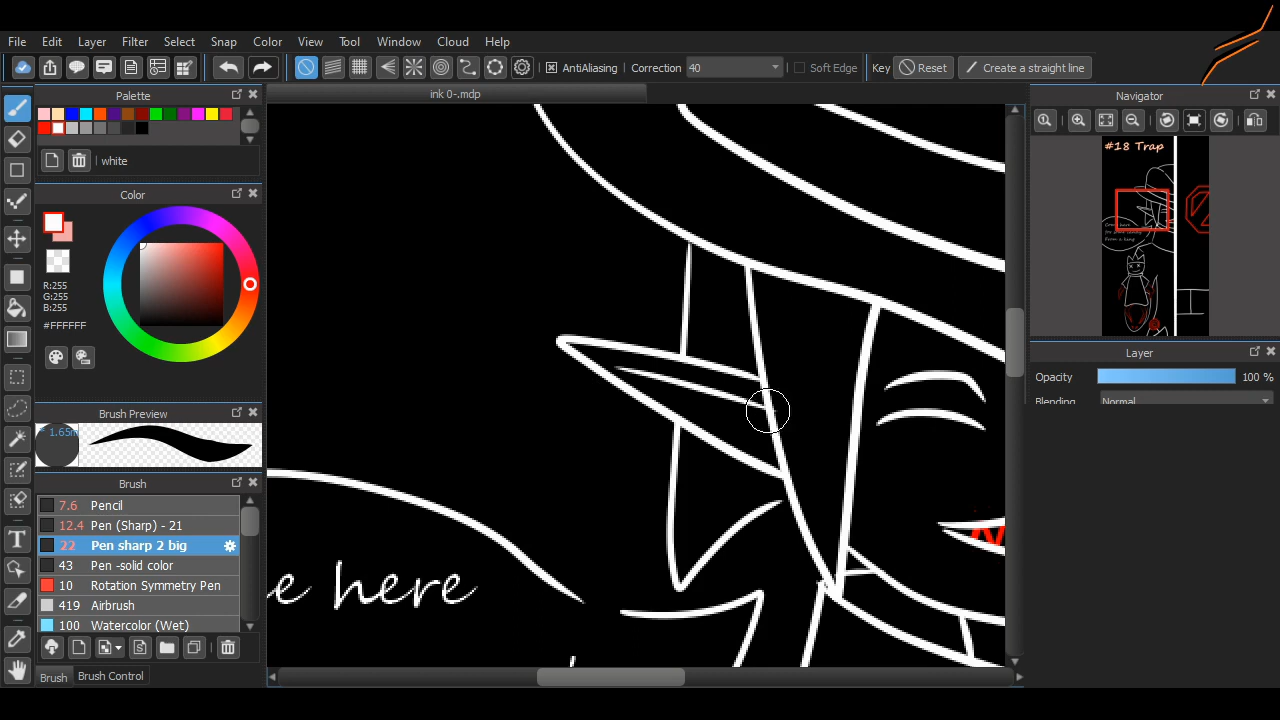 File Edit Layer Filter Select Snap Color View Tool Window Cloud Help
AntiAliasing Correction 40 Soft Edge Key Reset Create a straight line
Palette
ink 0-.mdp
Navigator
white
#18 Trap
Color
R:255
G:255
B:255
#FFFFFF
Layer
Opacity 100 %
Blending Normal
Brush Preview
1.65m
Brush
7.6 Pencil
12.4 Pen (Sharp) - 21
22 Pen sharp 2 big
43 Pen -solid color
10 Rotation Symmetry Pen
419 Airbrush
100 Watercolor (Wet)
e here
Brush Brush Control